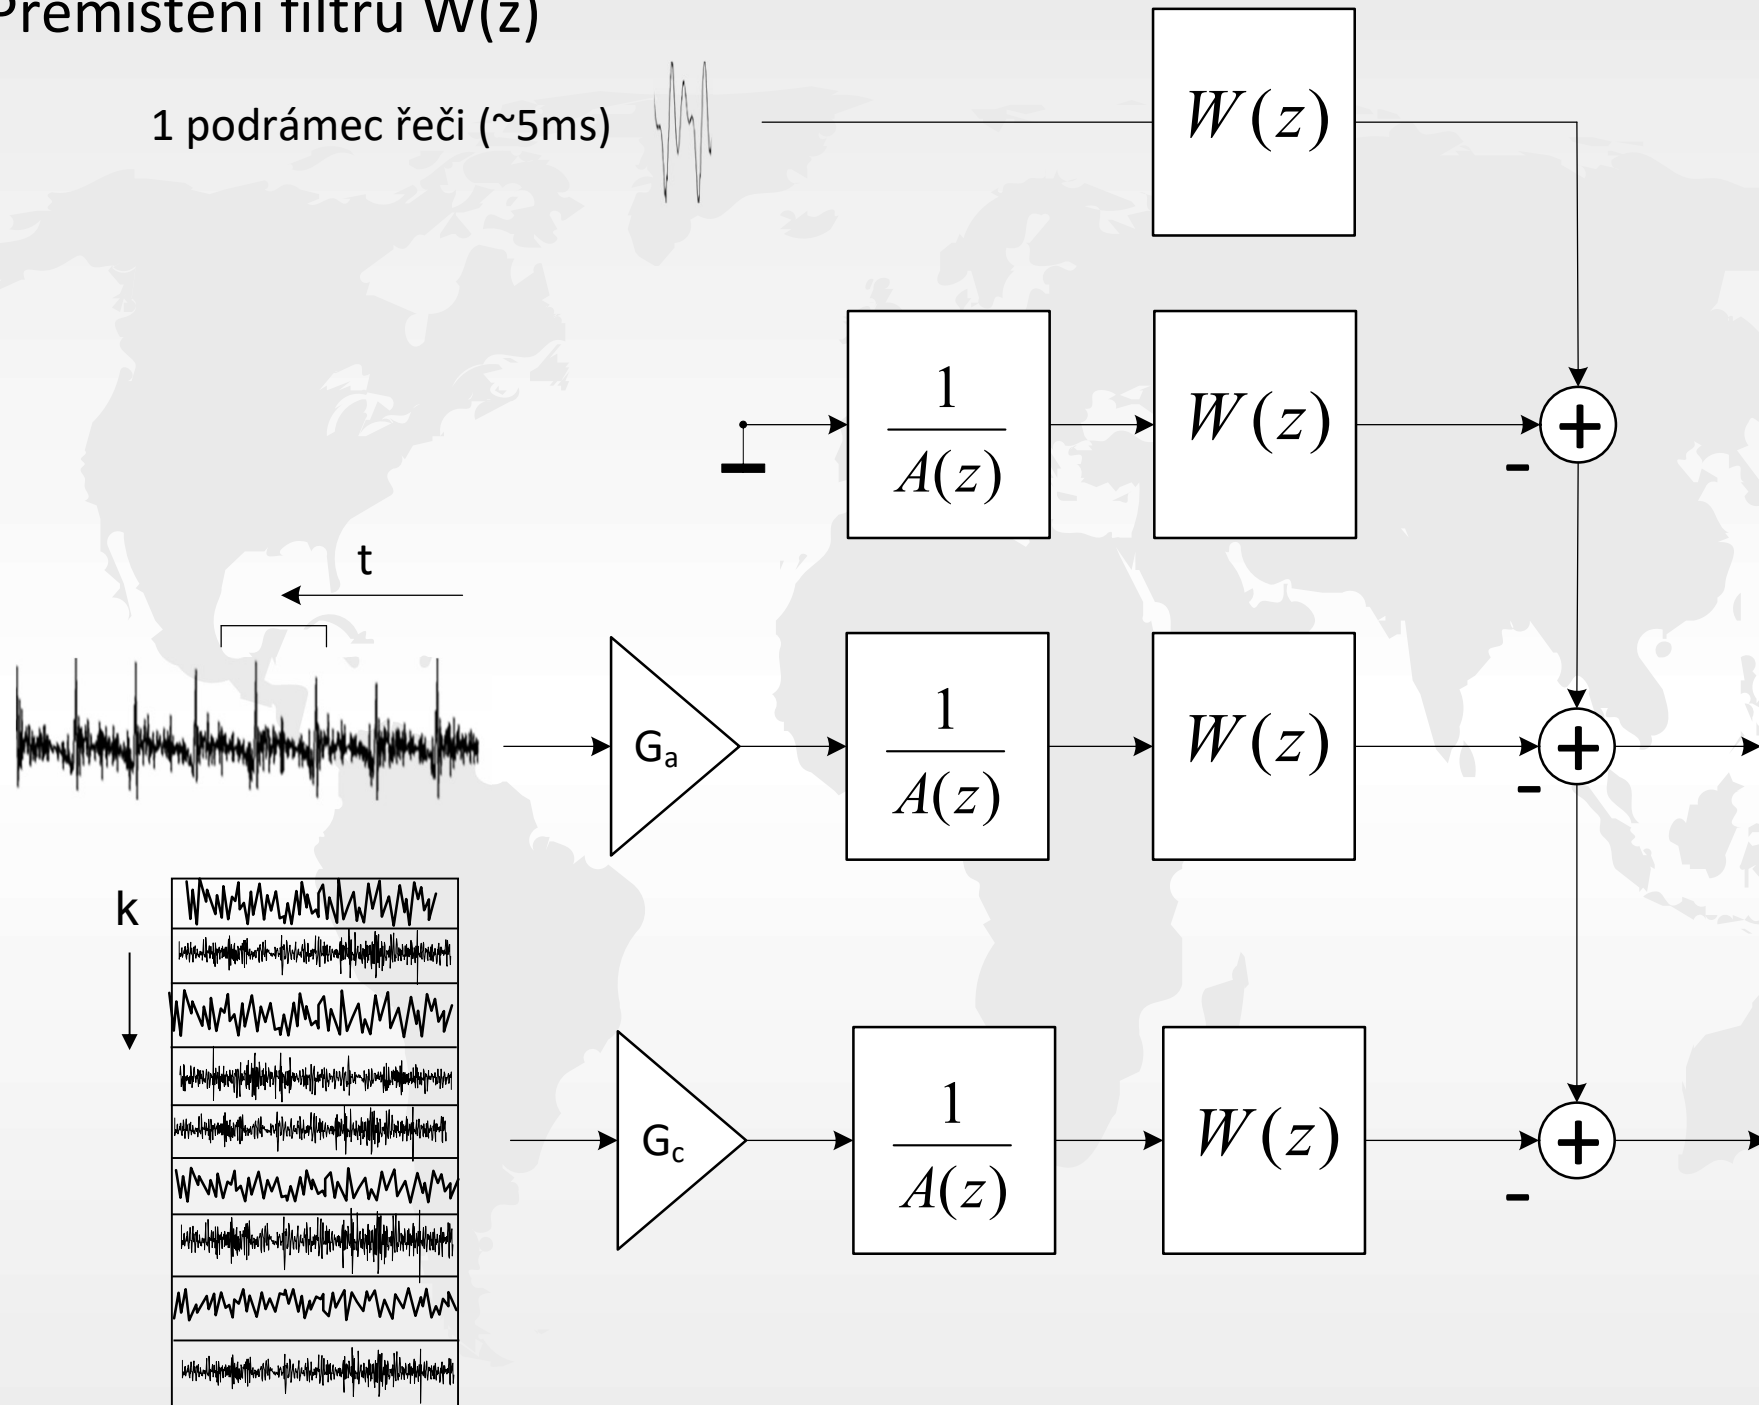 Přemístění filtru W(z)
1 podrámec řeči (~5ms)
W(z)
1
A(z)
W(z)
+
-
t
G_a
1
A(z)
W(z)
+
-
k
G_c
1
A(z)
W(z)
+
-